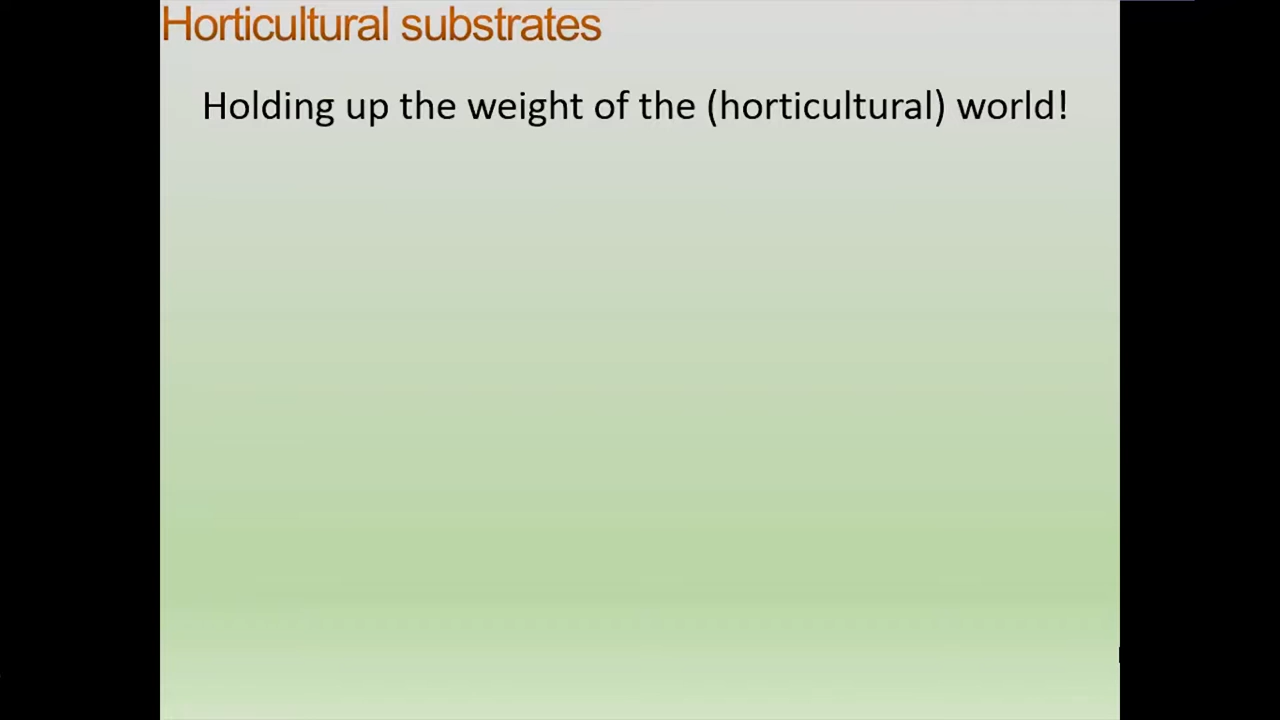 Horticultural substrates
Holding up the weight of the (horticultural) world!